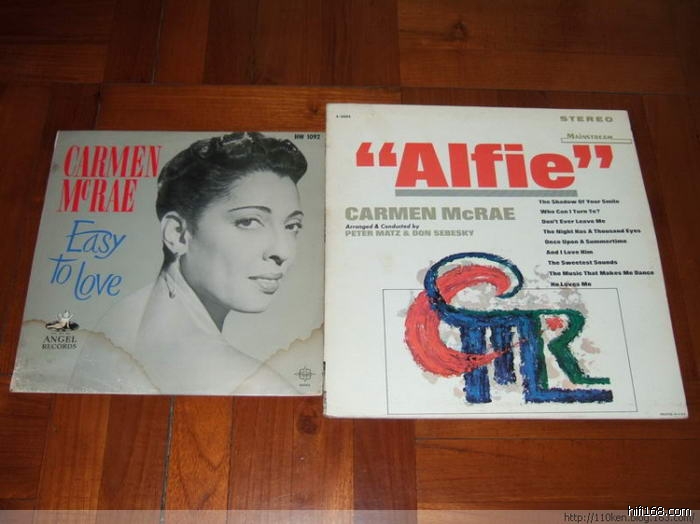 HW 1092
CARMEN
McRAE
Easy
to Love
ANGEL
RECORDS
STEREO
MAINSTREAM
"Alfie"
CARMEN McRAE
Arranged & Conducted by
PETER MATZ & DON SEBESKY
The Shadow Of Your Smile
Who Can I Turn To?
Don't Ever Leave Me
The Night Has A Thousand Eyes
Once Upon A Summertime
And I Love Him
The Sweetest Sounds
The Music That Makes Me Dance
He Loves Me
CMR
hifi168.com
http://110ken.blog.163.com/